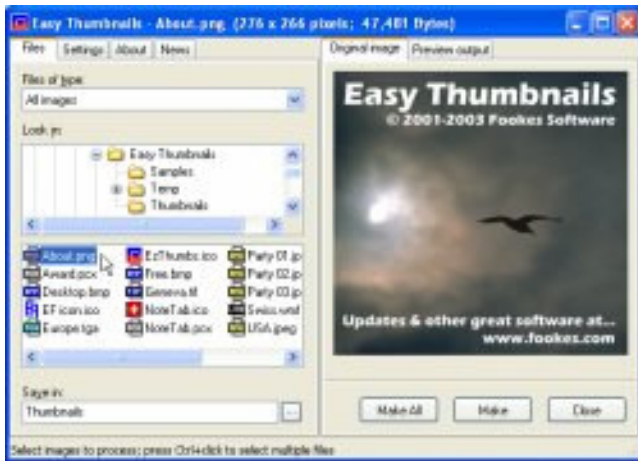 Easy Thumbnails - About.png (276 x 266 pixels; 47,481 Bytes)
Files Settings About News
Original image Preview output
Files of type:
All images
Look in:
Easy Thumbnails
Samples
Temp
Thumbnails
About.png EzThumbs.ico Party 01.jp
Award.pcx Free.bmp Party 02.jp
Desktop.bmp Geneva.tif Party 03.jp
EF icon.ico NoteTab.ico Swiss.wmf
Europe.tga NoteTab.pcx USA.jpeg
Save in:
Thumbnails
...
Easy Thumbnails
© 2001-2003 Fookes Software
Updates & other great software at...
www.fookes.com
Make All Make Close
Select images to process; press Ctrl+click to select multiple files